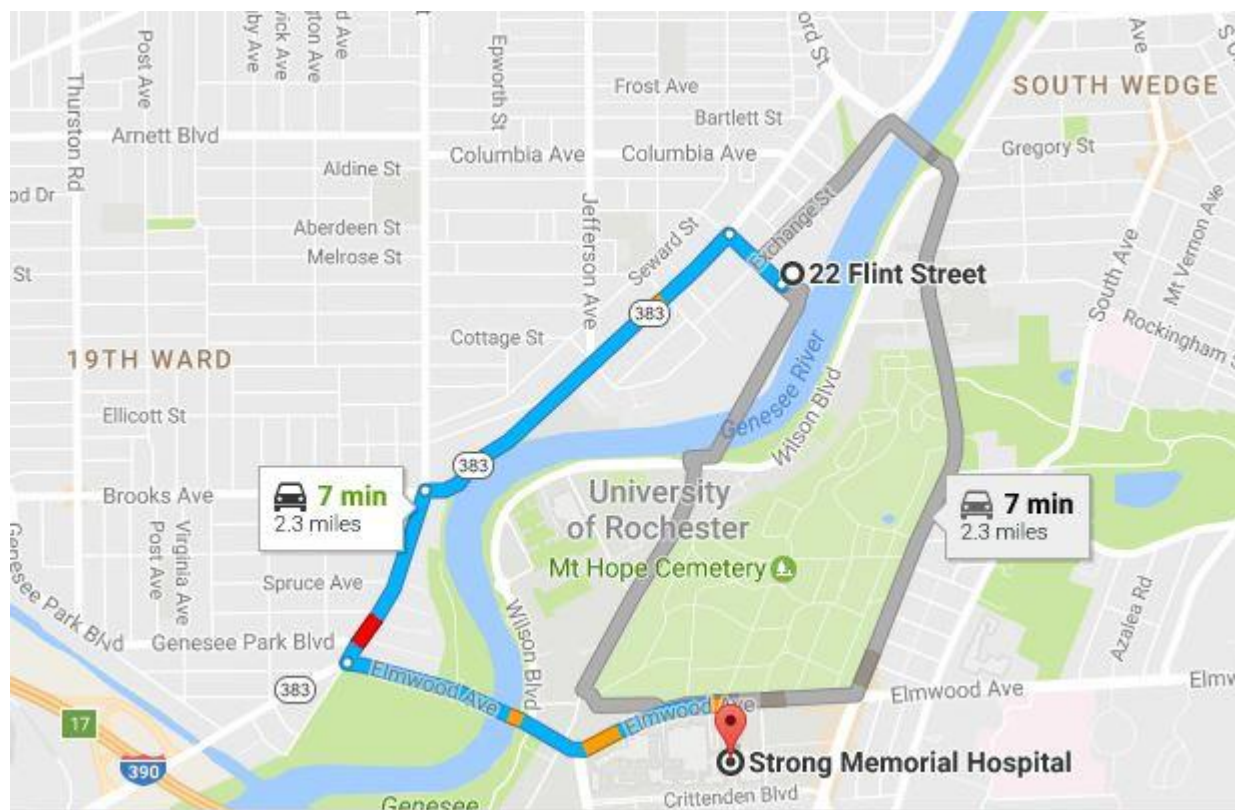 Post Ave
Thurston Rd
Epworth St
Frost Ave
Bartlett St
SOUTH WEDGE
Gregory St
Arnett Blvd
Aldine St
Columbia Ave
Columbia Ave
Aberdeen St
Melrose St
Jefferson Ave
Seward St
Exchange St
22 Flint Street
South Ave
Mt Vernon Ave
Rockingham
St
383
Cottage St
19TH WARD
Ellicott St
Genesee River
Wilson Blvd
383
Brooks Ave
7 min
2.3 miles
University
of Rochester
7 min
2.3 miles
Virginia Ave
Post Ave
Mt Hope Cemetery
Spruce Ave
Genesee Park Blvd
Genesee Park Blvd
Wilson Blvd
Azalea Rd
383
Elmwood Ave
Elmwood Ave
Elmwood Ave
Elmw
17
390
Strong Memorial Hospital
Crittenden Blvd
Genesee